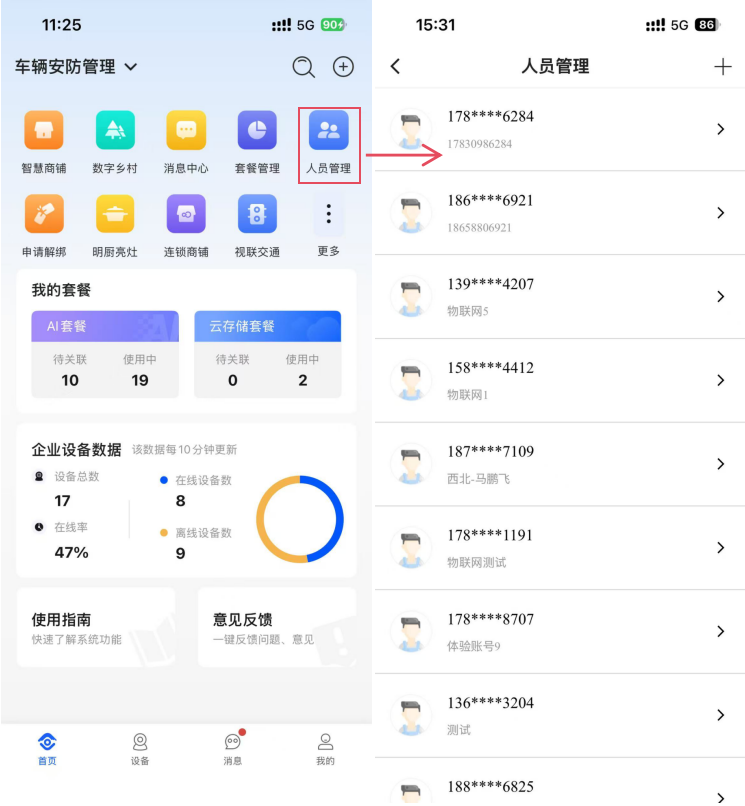 11:25
5G 90
车辆安防管理
智慧商铺 数字乡村 消息中心 套餐管理 人员管理
申请解绑 明厨亮灶 连锁商铺 视联交通 更多
我的套餐
AI套餐 云存储套餐
待关联 使用中 待关联 使用中
10 19 0 2
企业设备数据 该数据每10分钟更新
设备总数 在线设备数
17 8
在线率 离线设备数
47% 9
使用指南 意见反馈
快速了解系统功能 一键反馈问题、意见
首页 设备 消息 我的
15:31
5G 86
人员管理
178****6284
17830986284
186****6921
18658806921
139****4207
物联网5
158****4412
物联网1
187****7109
西北-马鹏飞
178****1191
物联网测试
178****8707
体验账号9
136****3204
测试
188****6825